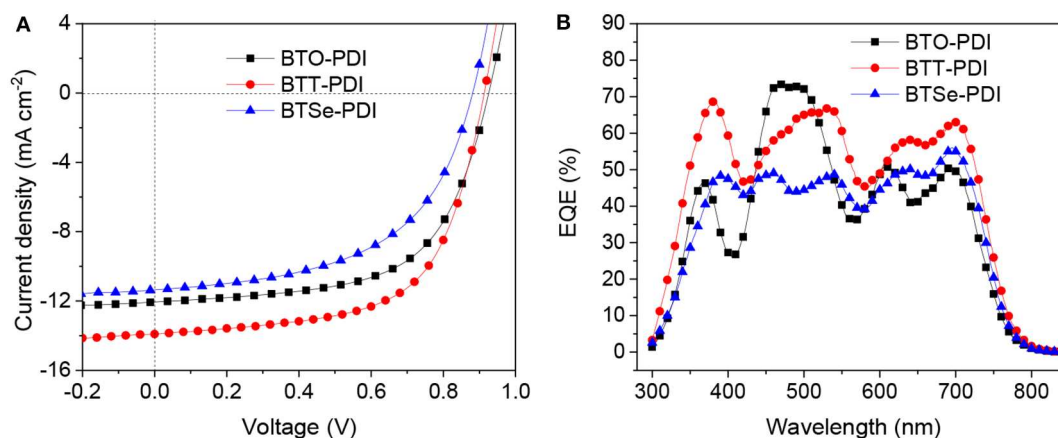 A
4
0
-4
-8
-12
-16
-0.2
0.0
0.2
0.4
0.6
0.8
1.0
Current density (mA cm-2)
Voltage (V)
BTO-PDI
BTT-PDI
BTSe-PDI
B
90
80
70
60
50
40
30
20
10
0
300
400
500
600
700
800
EQE (%)
Wavelength (nm)
BTO-PDI
BTT-PDI
BTSe-PDI